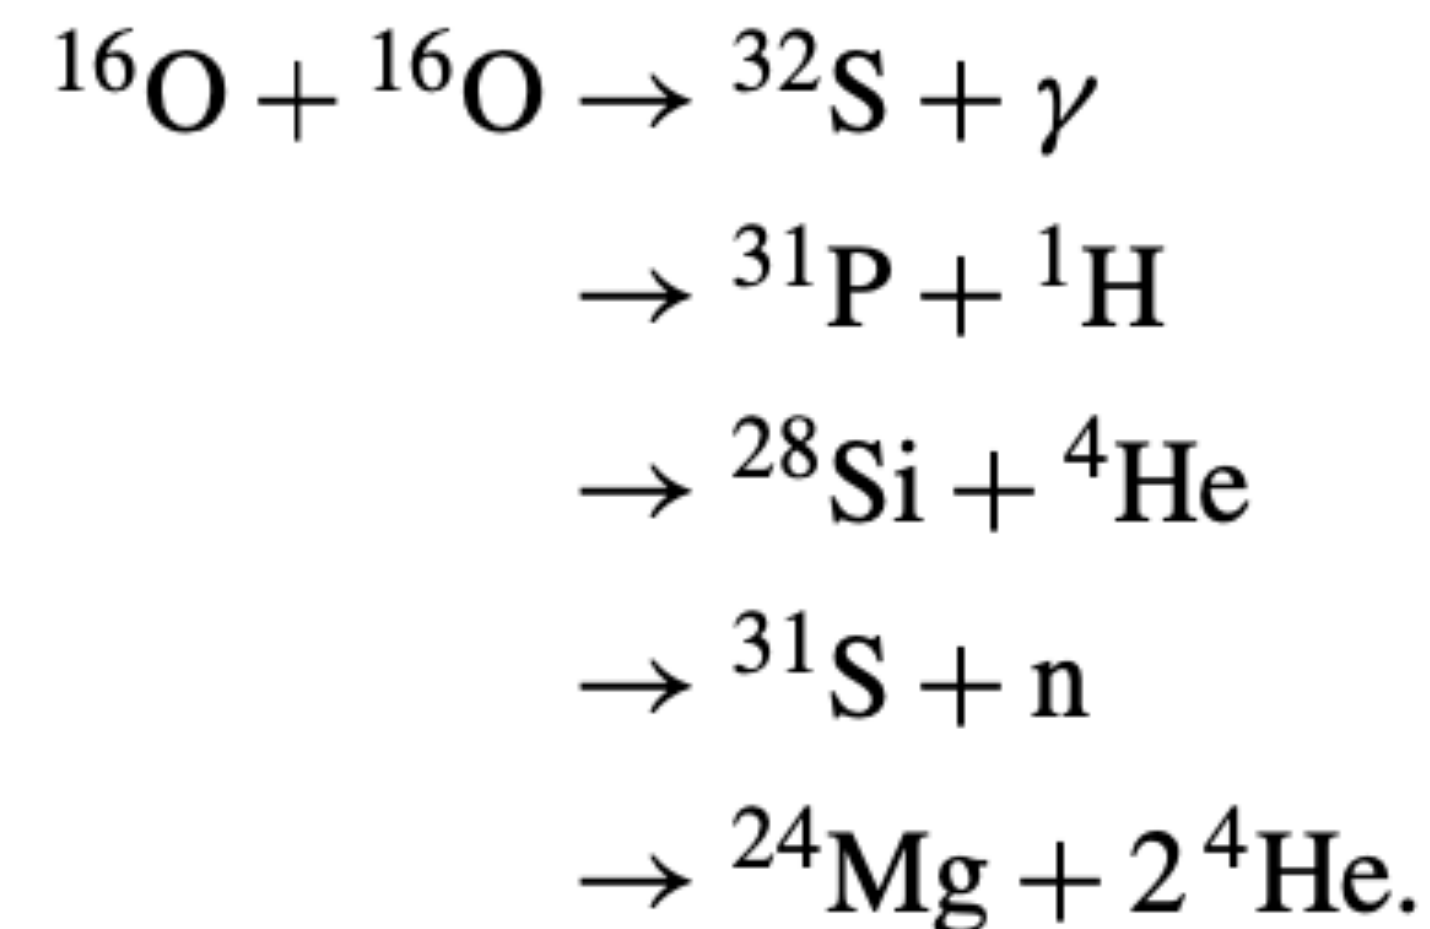 ¹⁶O + ¹⁶O → ³²S + γ
→ ³¹P + ¹H
→ ²⁸Si + ⁴He
→ ³¹S + n
→ ²⁴Mg + 2 ⁴He.